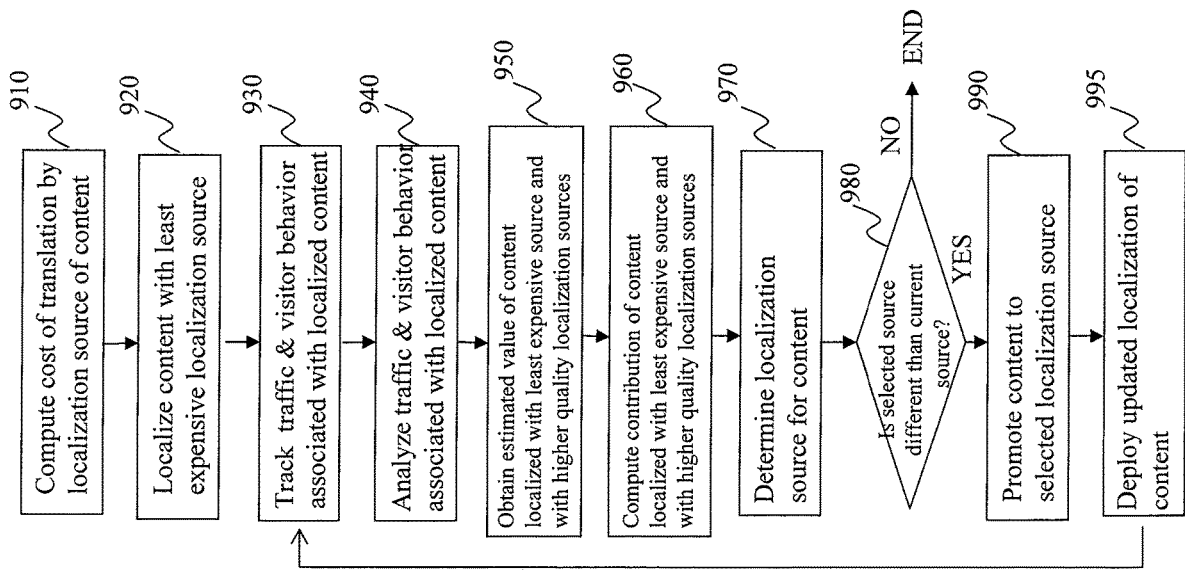 910
Compute cost of translation by
localization source of content
920
Localize content with least
expensive localization source
930
Track traffic & visitor behavior
associated with localized content
940
Analyze traffic & visitor behavior
associated with localized content
950
Obtain estimated value of content
localized with least expensive source and
with higher quality localization sources
960
Compute contribution of content
localized with least expensive source and
with higher quality localization sources
970
Determine localization
source for content
980
Is selected source
different than current
source?
NO
END
YES
990
Promote content to
selected localization source
995
Deploy updated localization of
content